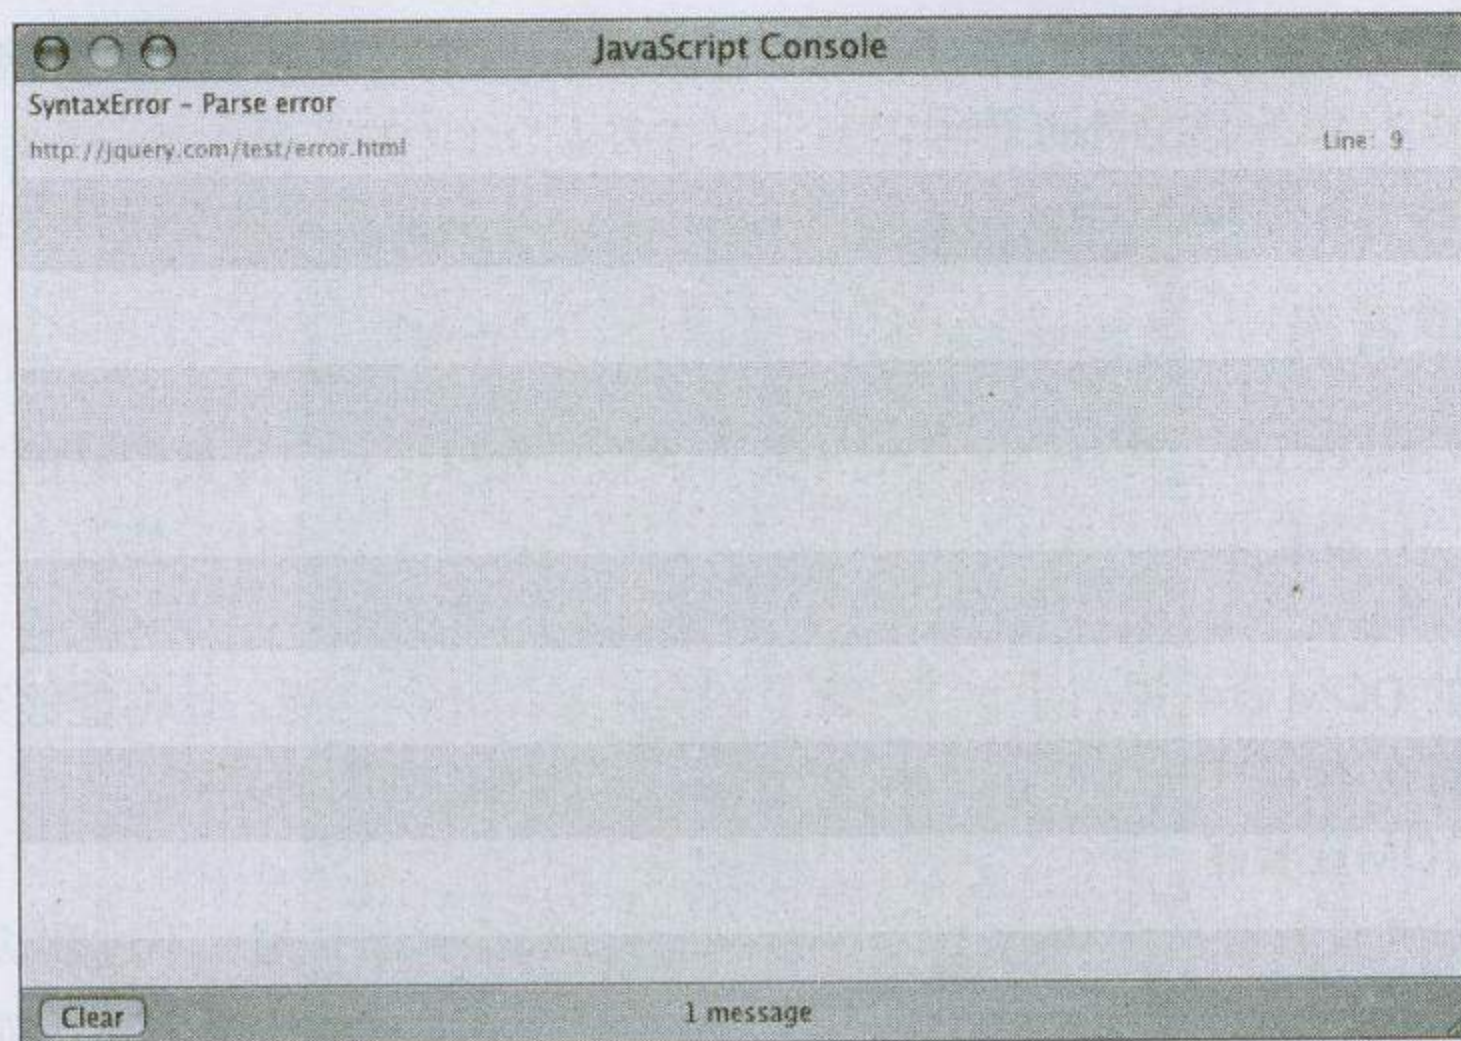 JavaScript Console
SyntaxError – Parse error
http://jquery.com/test/error.html
Line: 9
Clear
1 message